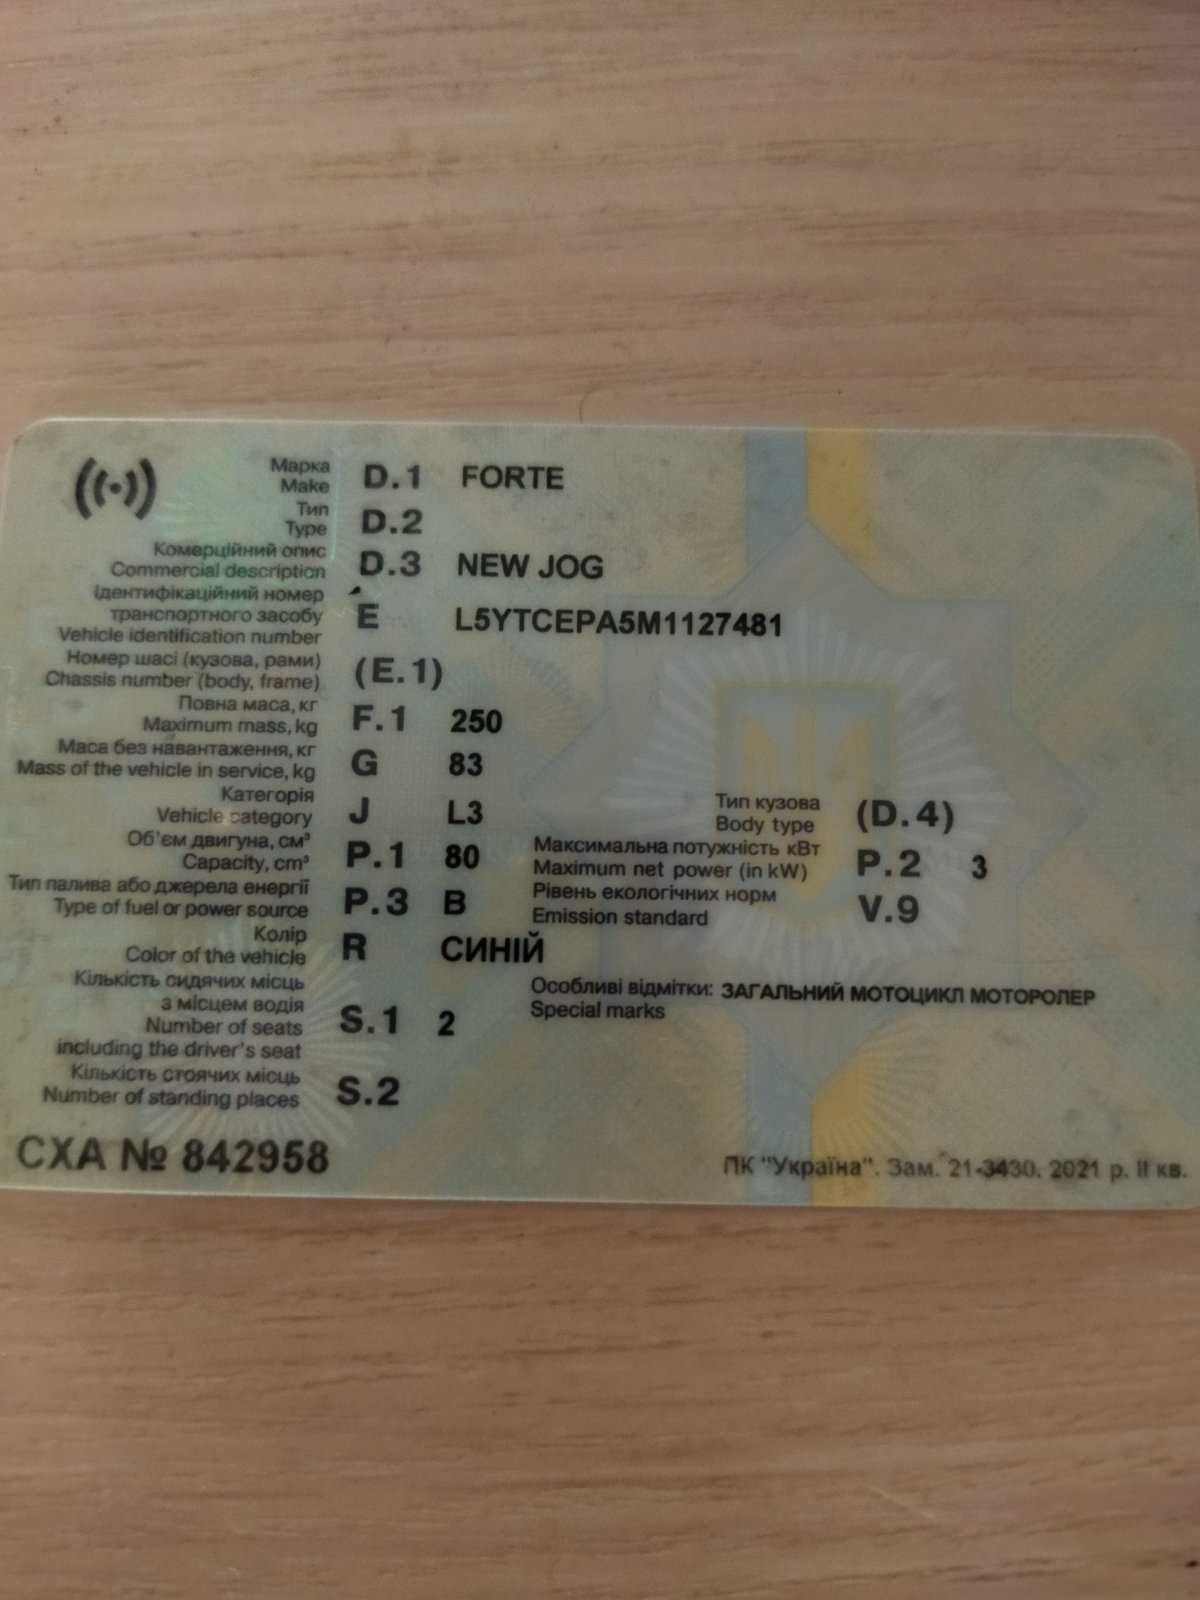 Марка
Make D.1 FORTE
Тип
Type D.2
Комерційний опис
Commercial description D.3 NEW JOG
Ідентифікаційний номер
транспортного засобу
Vehicle identification number E L5YTCEPA5M1127481
Номер шасі (кузова, рами)
Chassis number (body, frame) (E.1)
Повна маса, кг
Maximum mass, kg F.1 250
Маса без навантаження, кг
Mass of the vehicle in service, kg G 83
Категорія
Vehicle category J L3
Тип кузова
Body type (D.4)
Об'єм двигуна, см³
Capacity, cm³ P.1 80
Максимальна потужність кВт
Maximum net power (in kW) P.2 3
Тип палива або джерела енергії
Type of fuel or power source P.3 B
Рівень екологічних норм
Emission standard V.9
Колір
Color of the vehicle R СИНІЙ
Кількість сидячих місць
з місцем водія
Number of seats
including the driver's seat S.1 2
Особливі відмітки: ЗАГАЛЬНИЙ МОТОЦИКЛ МОТОРОЛЕР
Special marks
Кількість стоячих місць
Number of standing places S.2
СХА № 842958
ПК "Україна". Зам. 21-3430. 2021 р. II кв.